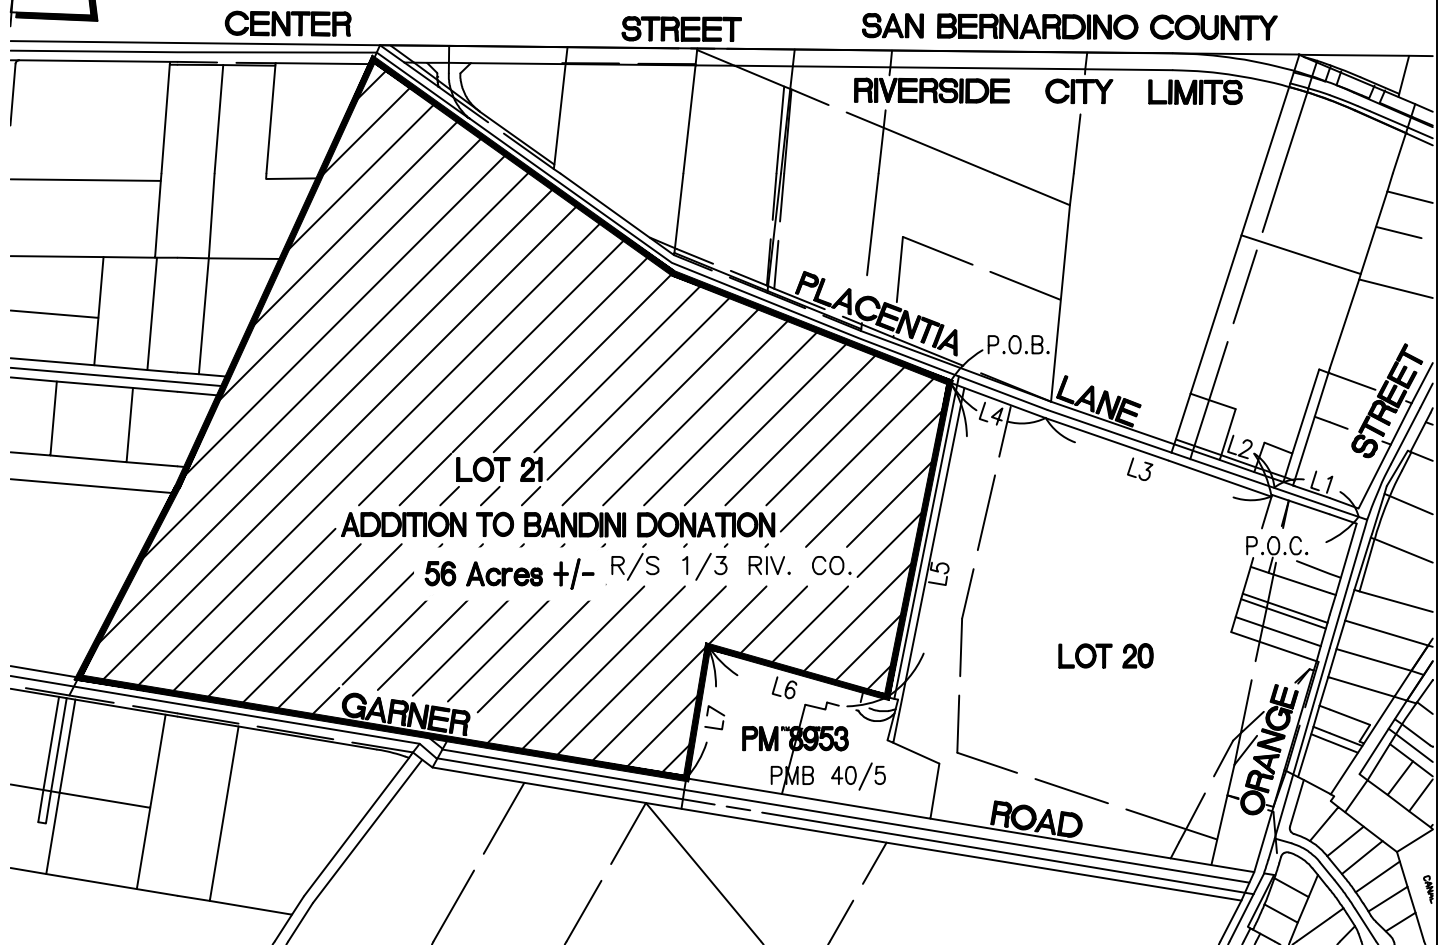 CENTER STREET SAN BERNARDINO COUNTY
RIVERSIDE CITY LIMITS
PLACENTIA LANE
P.O.B.
STREET
L4
L2
L3
L1
LOT 21
ADDITION TO BANDINI DONATION
56 Acres +/- R/S 1/3 RIV. CO.
P.O.C.
L5
LOT 20
L6
L7
GARNER ROAD
PM 8953
PMB 40/5
ORANGE
CANAL